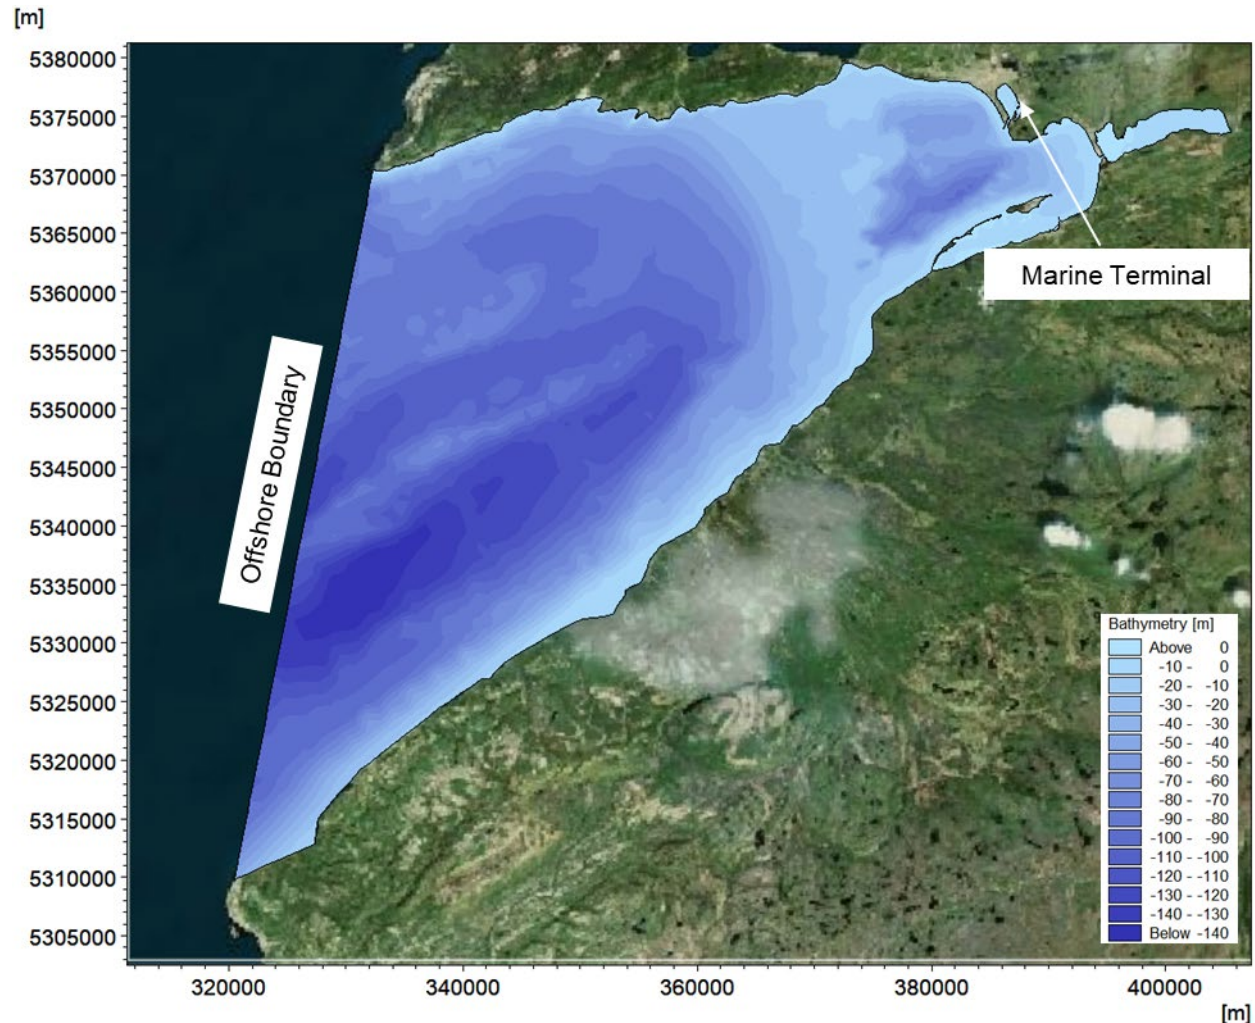 [m]
5380000
5375000
5370000
5365000
5360000
5355000
5350000
5345000
5340000
5335000
5330000
5325000
5320000
5315000
5310000
5305000
Marine Terminal
Offshore Boundary
Bathymetry [m]
Above 0
-10 - 0
-20 - -10
-30 - -20
-40 - -30
-50 - -40
-60 - -50
-70 - -60
-80 - -70
-90 - -80
-100 - -90
-110 - -100
-120 - -110
-130 - -120
-140 - -130
Below -140
320000 340000 360000 380000 400000
[m]